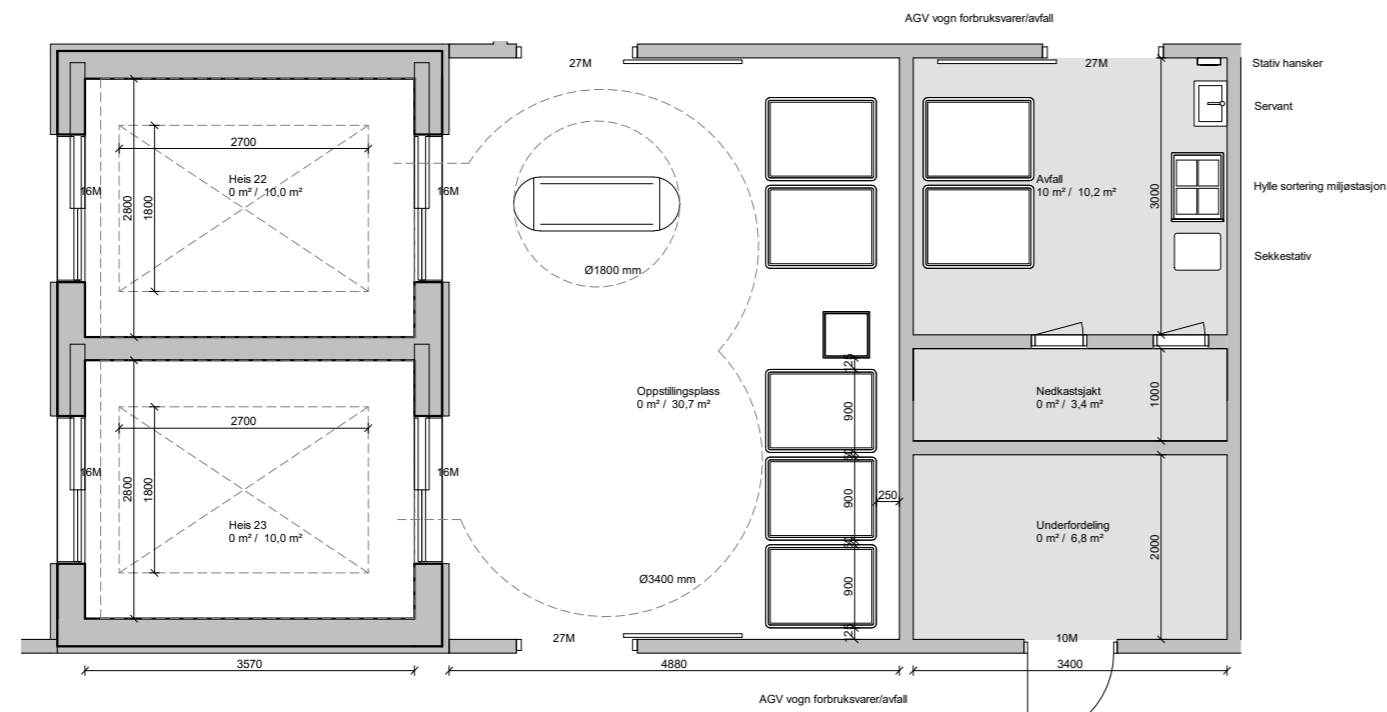 AGV vogn forbruksvarer/avfall
27M
27M
Stativ hansker
Servant
Hylle sortering miljøstasjon
Sekkestativ
2700
Heis 22
0 m² / 10,0 m²
16M
16M
2800
1800
Ø1800 mm
Avfall
10 m² / 10,2 m²
3000
Oppstillingsplass
0 m² / 30,7 m²
125
900
50
900
50
900
125
250
Nedkastsjakt
0 m² / 3,4 m²
1000
2700
16M
16M
2800
1800
Heis 23
0 m² / 10,0 m²
Underfordeling
0 m² / 6,8 m²
2000
Ø3400 mm
27M
10M
3570
4880
3400
AGV vogn forbruksvarer/avfall